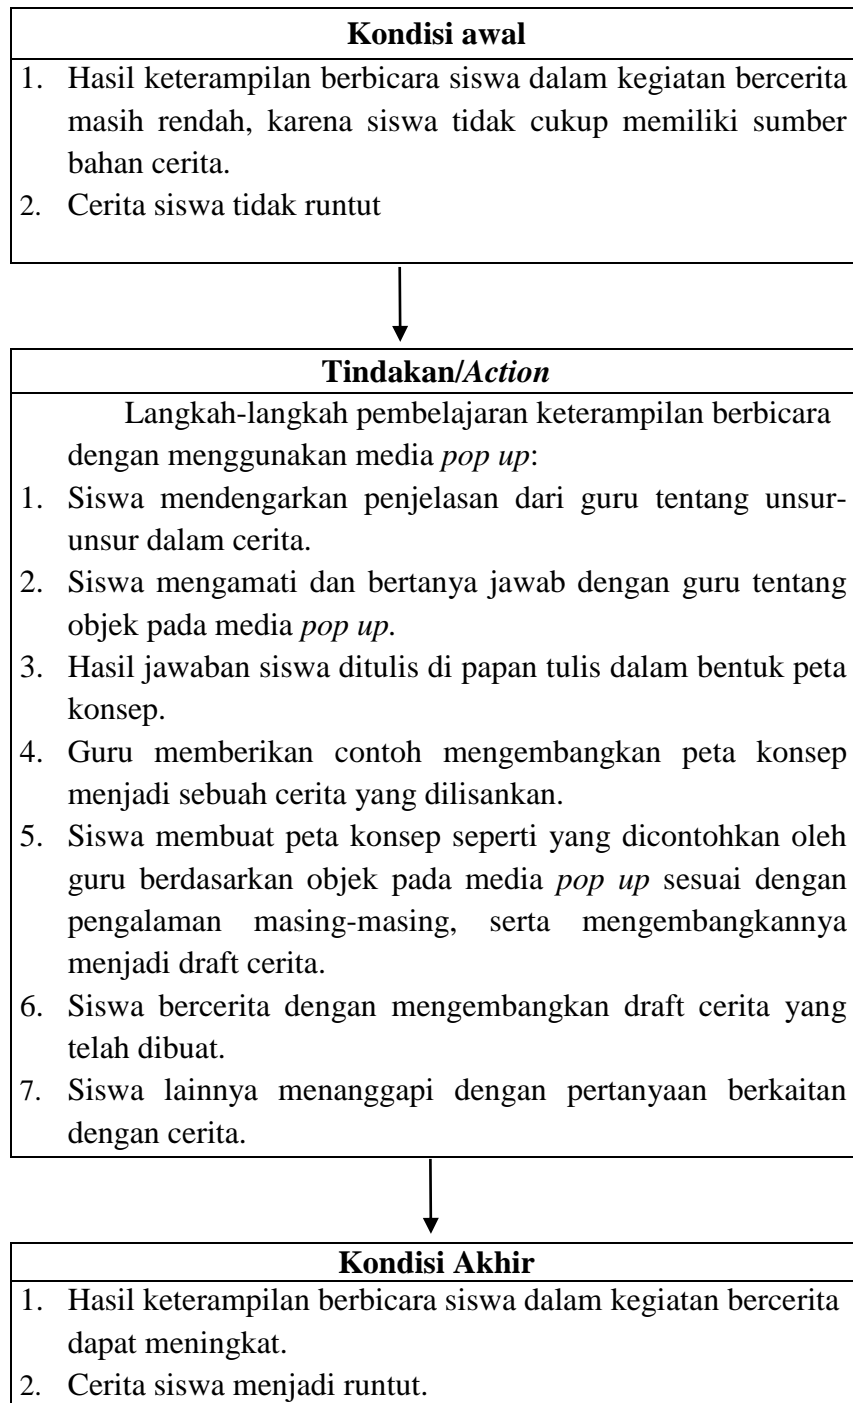 Kondisi awal
1. Hasil keterampilan berbicara siswa dalam kegiatan bercerita
masih rendah, karena siswa tidak cukup memiliki sumber
bahan cerita.
2. Cerita siswa tidak runtut
Tindakan/Action
Langkah-langkah pembelajaran keterampilan berbicara
dengan menggunakan media pop up:
1. Siswa mendengarkan penjelasan dari guru tentang unsur-
unsur dalam cerita.
2. Siswa mengamati dan bertanya jawab dengan guru tentang
objek pada media pop up.
3. Hasil jawaban siswa ditulis di papan tulis dalam bentuk peta
konsep.
4. Guru memberikan contoh mengembangkan peta konsep
menjadi sebuah cerita yang dilisankan.
5. Siswa membuat peta konsep seperti yang dicontohkan oleh
guru berdasarkan objek pada media pop up sesuai dengan
pengalaman masing-masing, serta mengembangkannya
menjadi draft cerita.
6. Siswa bercerita dengan mengembangkan draft cerita yang
telah dibuat.
7. Siswa lainnya menanggapi dengan pertanyaan berkaitan
dengan cerita.
Kondisi Akhir
1. Hasil keterampilan berbicara siswa dalam kegiatan bercerita
dapat meningkat.
2. Cerita siswa menjadi runtut.